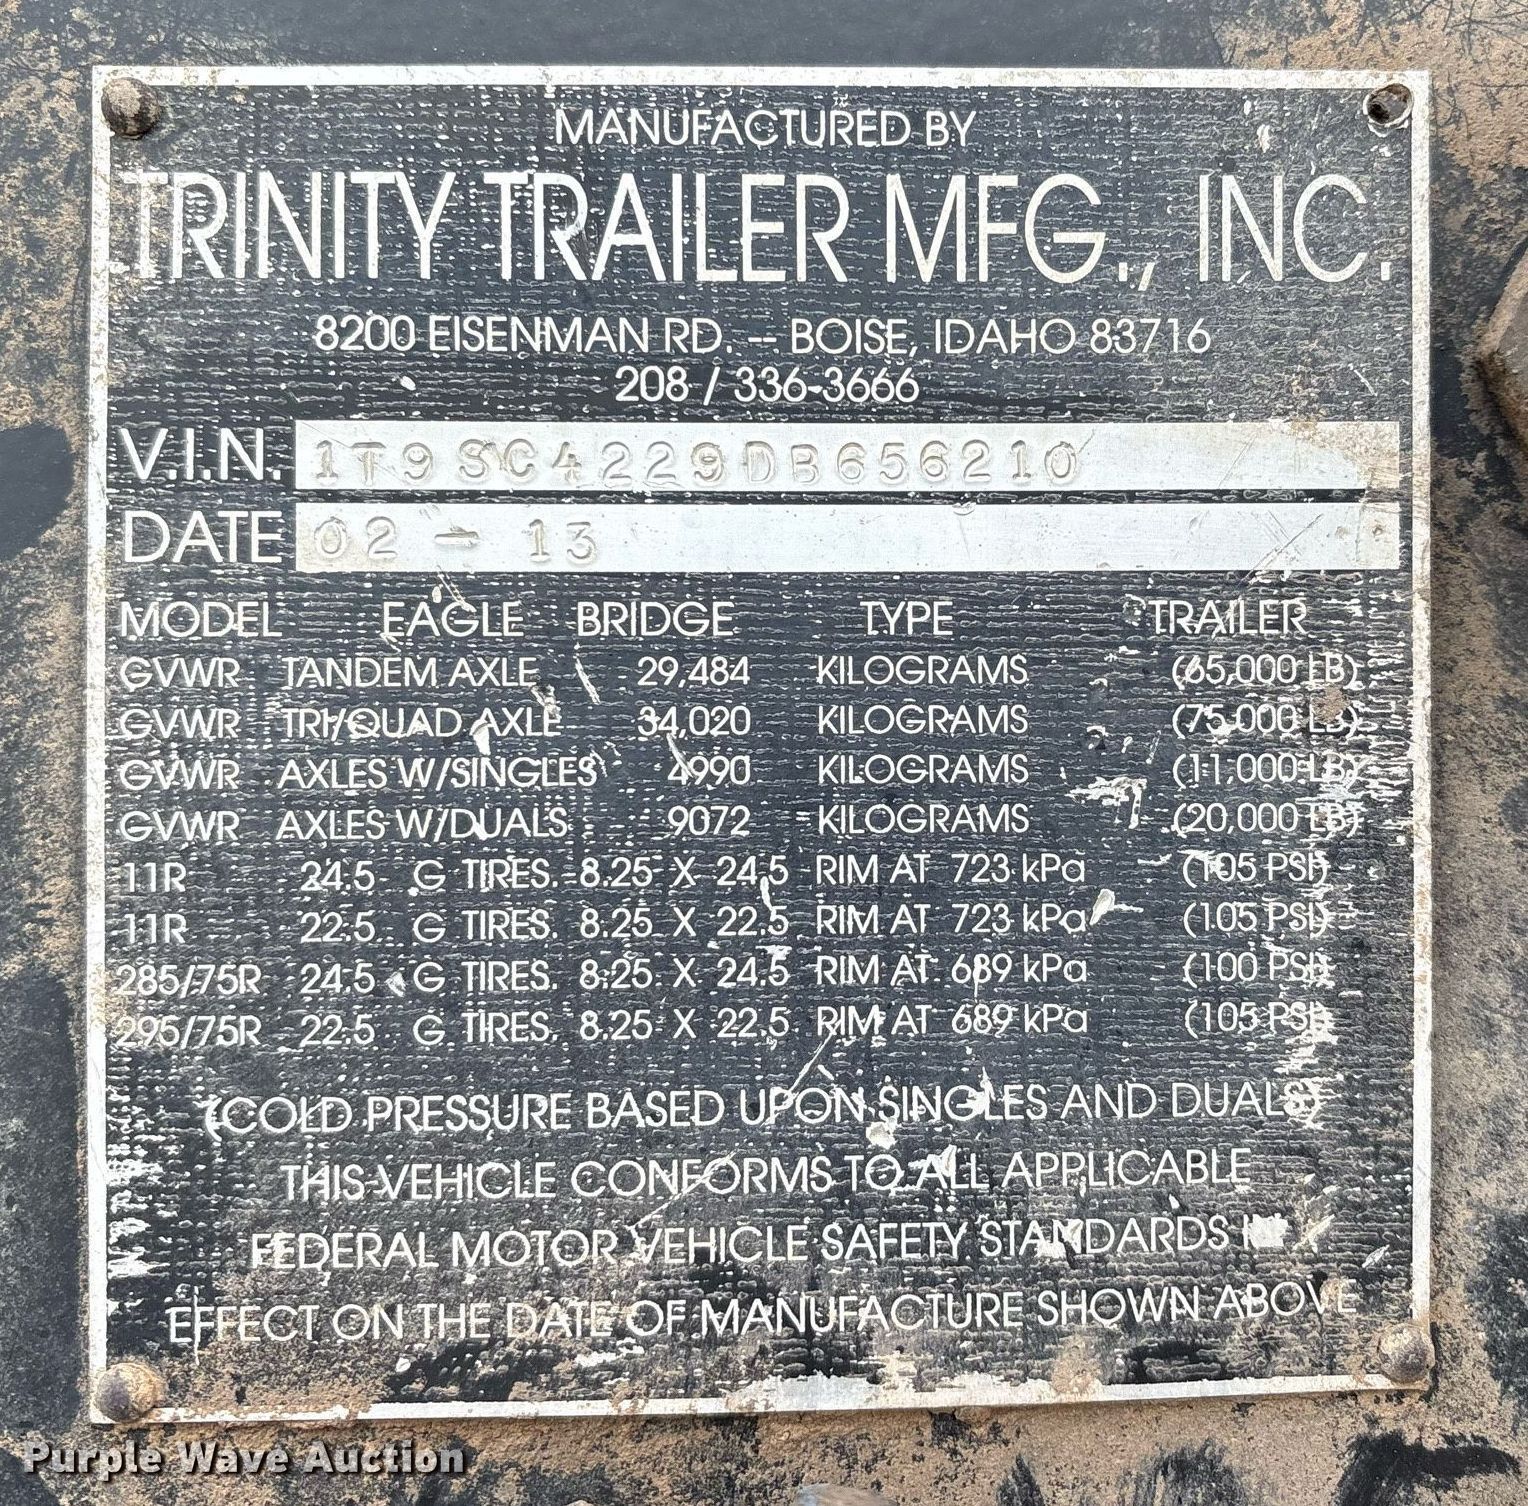 MANUFACTURED BY
TRINITY TRAILER MFG., INC.
8200 EISENMAN RD. -- BOISE, IDAHO 83716
208 / 336-3666
V.I.N. 1T9SC4229DB656210
DATE 02 - 13
MODEL EAGLE BRIDGE TYPE TRAILER
GVWR TANDEM AXLE 29,484 KILOGRAMS (65,000 LB)
GVWR TRI/QUAD AXLE 34,020 KILOGRAMS (75,000 LB)
GVWR AXLES W/SINGLES 4990 KILOGRAMS (11,000 LB)
GVWR AXLES W/DUALS 9072 KILOGRAMS (20,000 LB)
11R 24.5 G TIRES. 8.25 X 24.5 RIM AT 723 kPa (105 PSI)
11R 22.5 G TIRES. 8.25 X 22.5 RIM AT 723 kPa (105 PSI)
285/75R 24.5 G TIRES. 8.25 X 24.5 RIM AT 689 kPa (100 PSI)
295/75R 22.5 G TIRES. 8.25 X 22.5 RIM AT 689 kPa (105 PSI)
(COLD PRESSURE BASED UPON SINGLES AND DUALS)
THIS VEHICLE CONFORMS TO ALL APPLICABLE
FEDERAL MOTOR VEHICLE SAFETY STANDARDS IN
EFFECT ON THE DATE OF MANUFACTURE SHOWN ABOVE
Purple Wave Auction